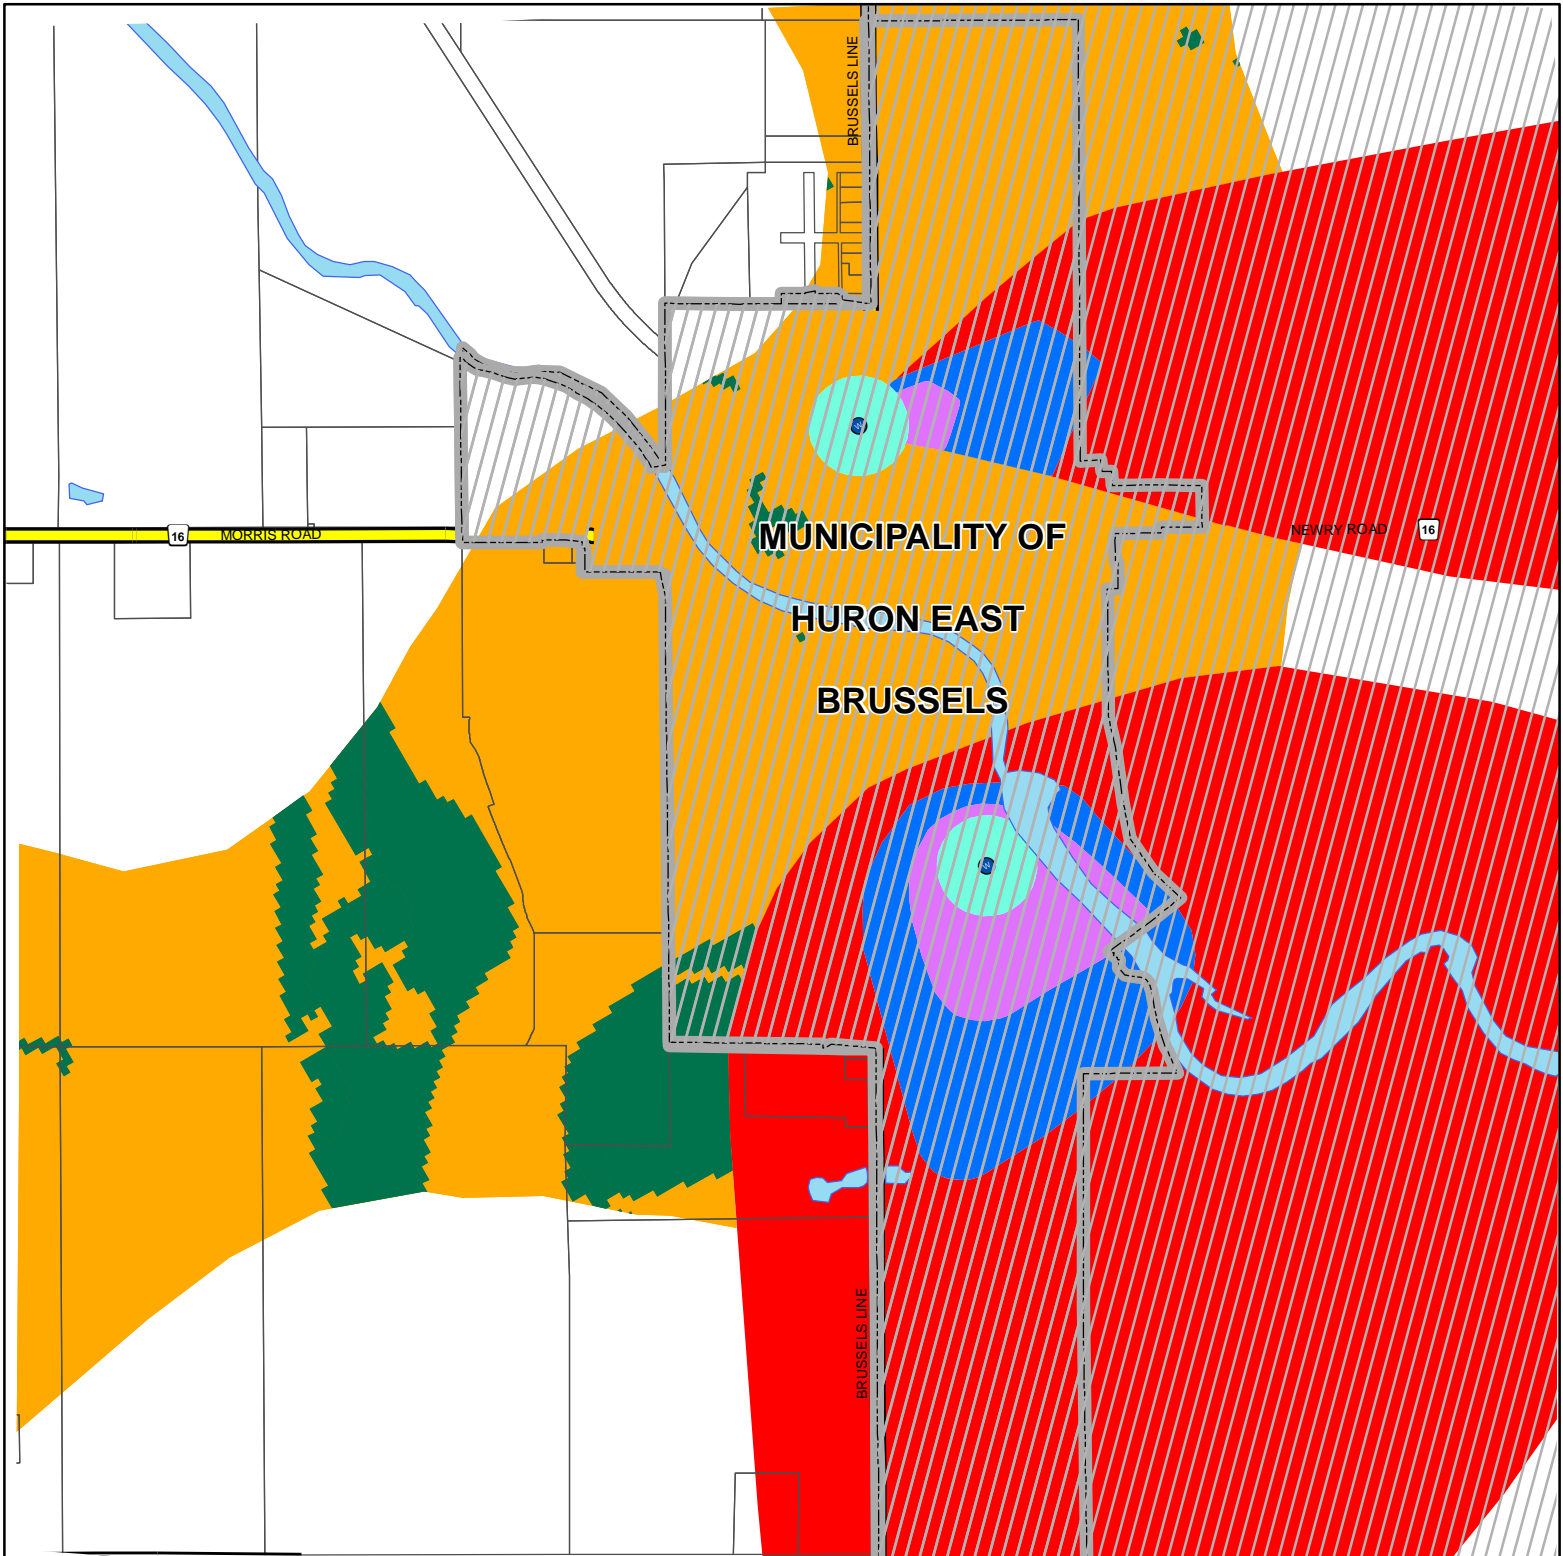 BRUSSELS LINE
MUNICIPALITY OF
16
MORRIS ROAD
NEWRY ROAD
16
HURON EAST
BRUSSELS
W
W
BRUSSELS LINE